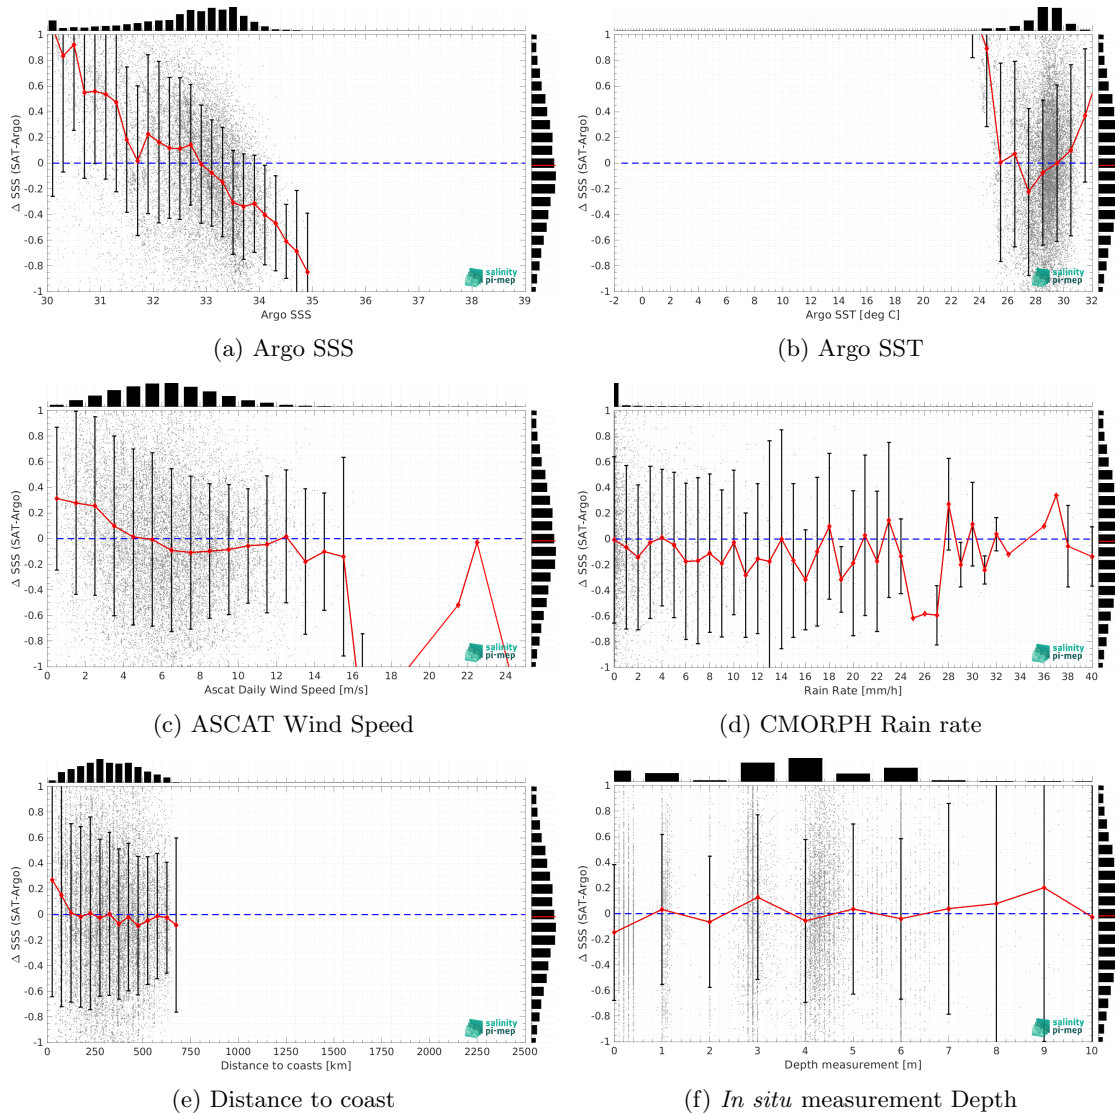 1
0.8
0.6
0.4
0.2
0
-0.2
-0.4
-0.6
-0.8
-1
Δ SSS (SAT-Argo)
30 31 32 33 34 35 36 37 38 39
Argo SSS
salinity
pi-mep
(a) Argo SSS
1
0.8
0.6
0.4
0.2
0
-0.2
-0.4
-0.6
-0.8
-1
Δ SSS (SAT-Argo)
-2 0 2 4 6 8 10 12 14 16 18 20 22 24 26 28 30 32
Argo SST [deg C]
salinity
pi-mep
(b) Argo SST
1
0.8
0.6
0.4
0.2
0
-0.2
-0.4
-0.6
-0.8
-1
Δ SSS (SAT-Argo)
0 2 4 6 8 10 12 14 16 18 20 22 24
Ascat Daily Wind Speed [m/s]
salinity
pi-mep
(c) ASCAT Wind Speed
1
0.8
0.6
0.4
0.2
0
-0.2
-0.4
-0.6
-0.8
-1
Δ SSS (SAT-Argo)
0 2 4 6 8 10 12 14 16 18 20 22 24 26 28 30 32 34 36 38 40
Rain Rate [mm/h]
salinity
pi-mep
(d) CMORPH Rain rate
1
0.8
0.6
0.4
0.2
0
-0.2
-0.4
-0.6
-0.8
-1
Δ SSS (SAT-Argo)
0 250 500 750 1000 1250 1500 1750 2000 2250 2500
Distance to coasts [km]
salinity
pi-mep
(e) Distance to coast
1
0.8
0.6
0.4
0.2
0
-0.2
-0.4
-0.6
-0.8
-1
Δ SSS (SAT-Argo)
0 1 2 3 4 5 6 7 8 9 10
Depth measurement [m]
salinity
pi-mep
(f) In situ measurement Depth